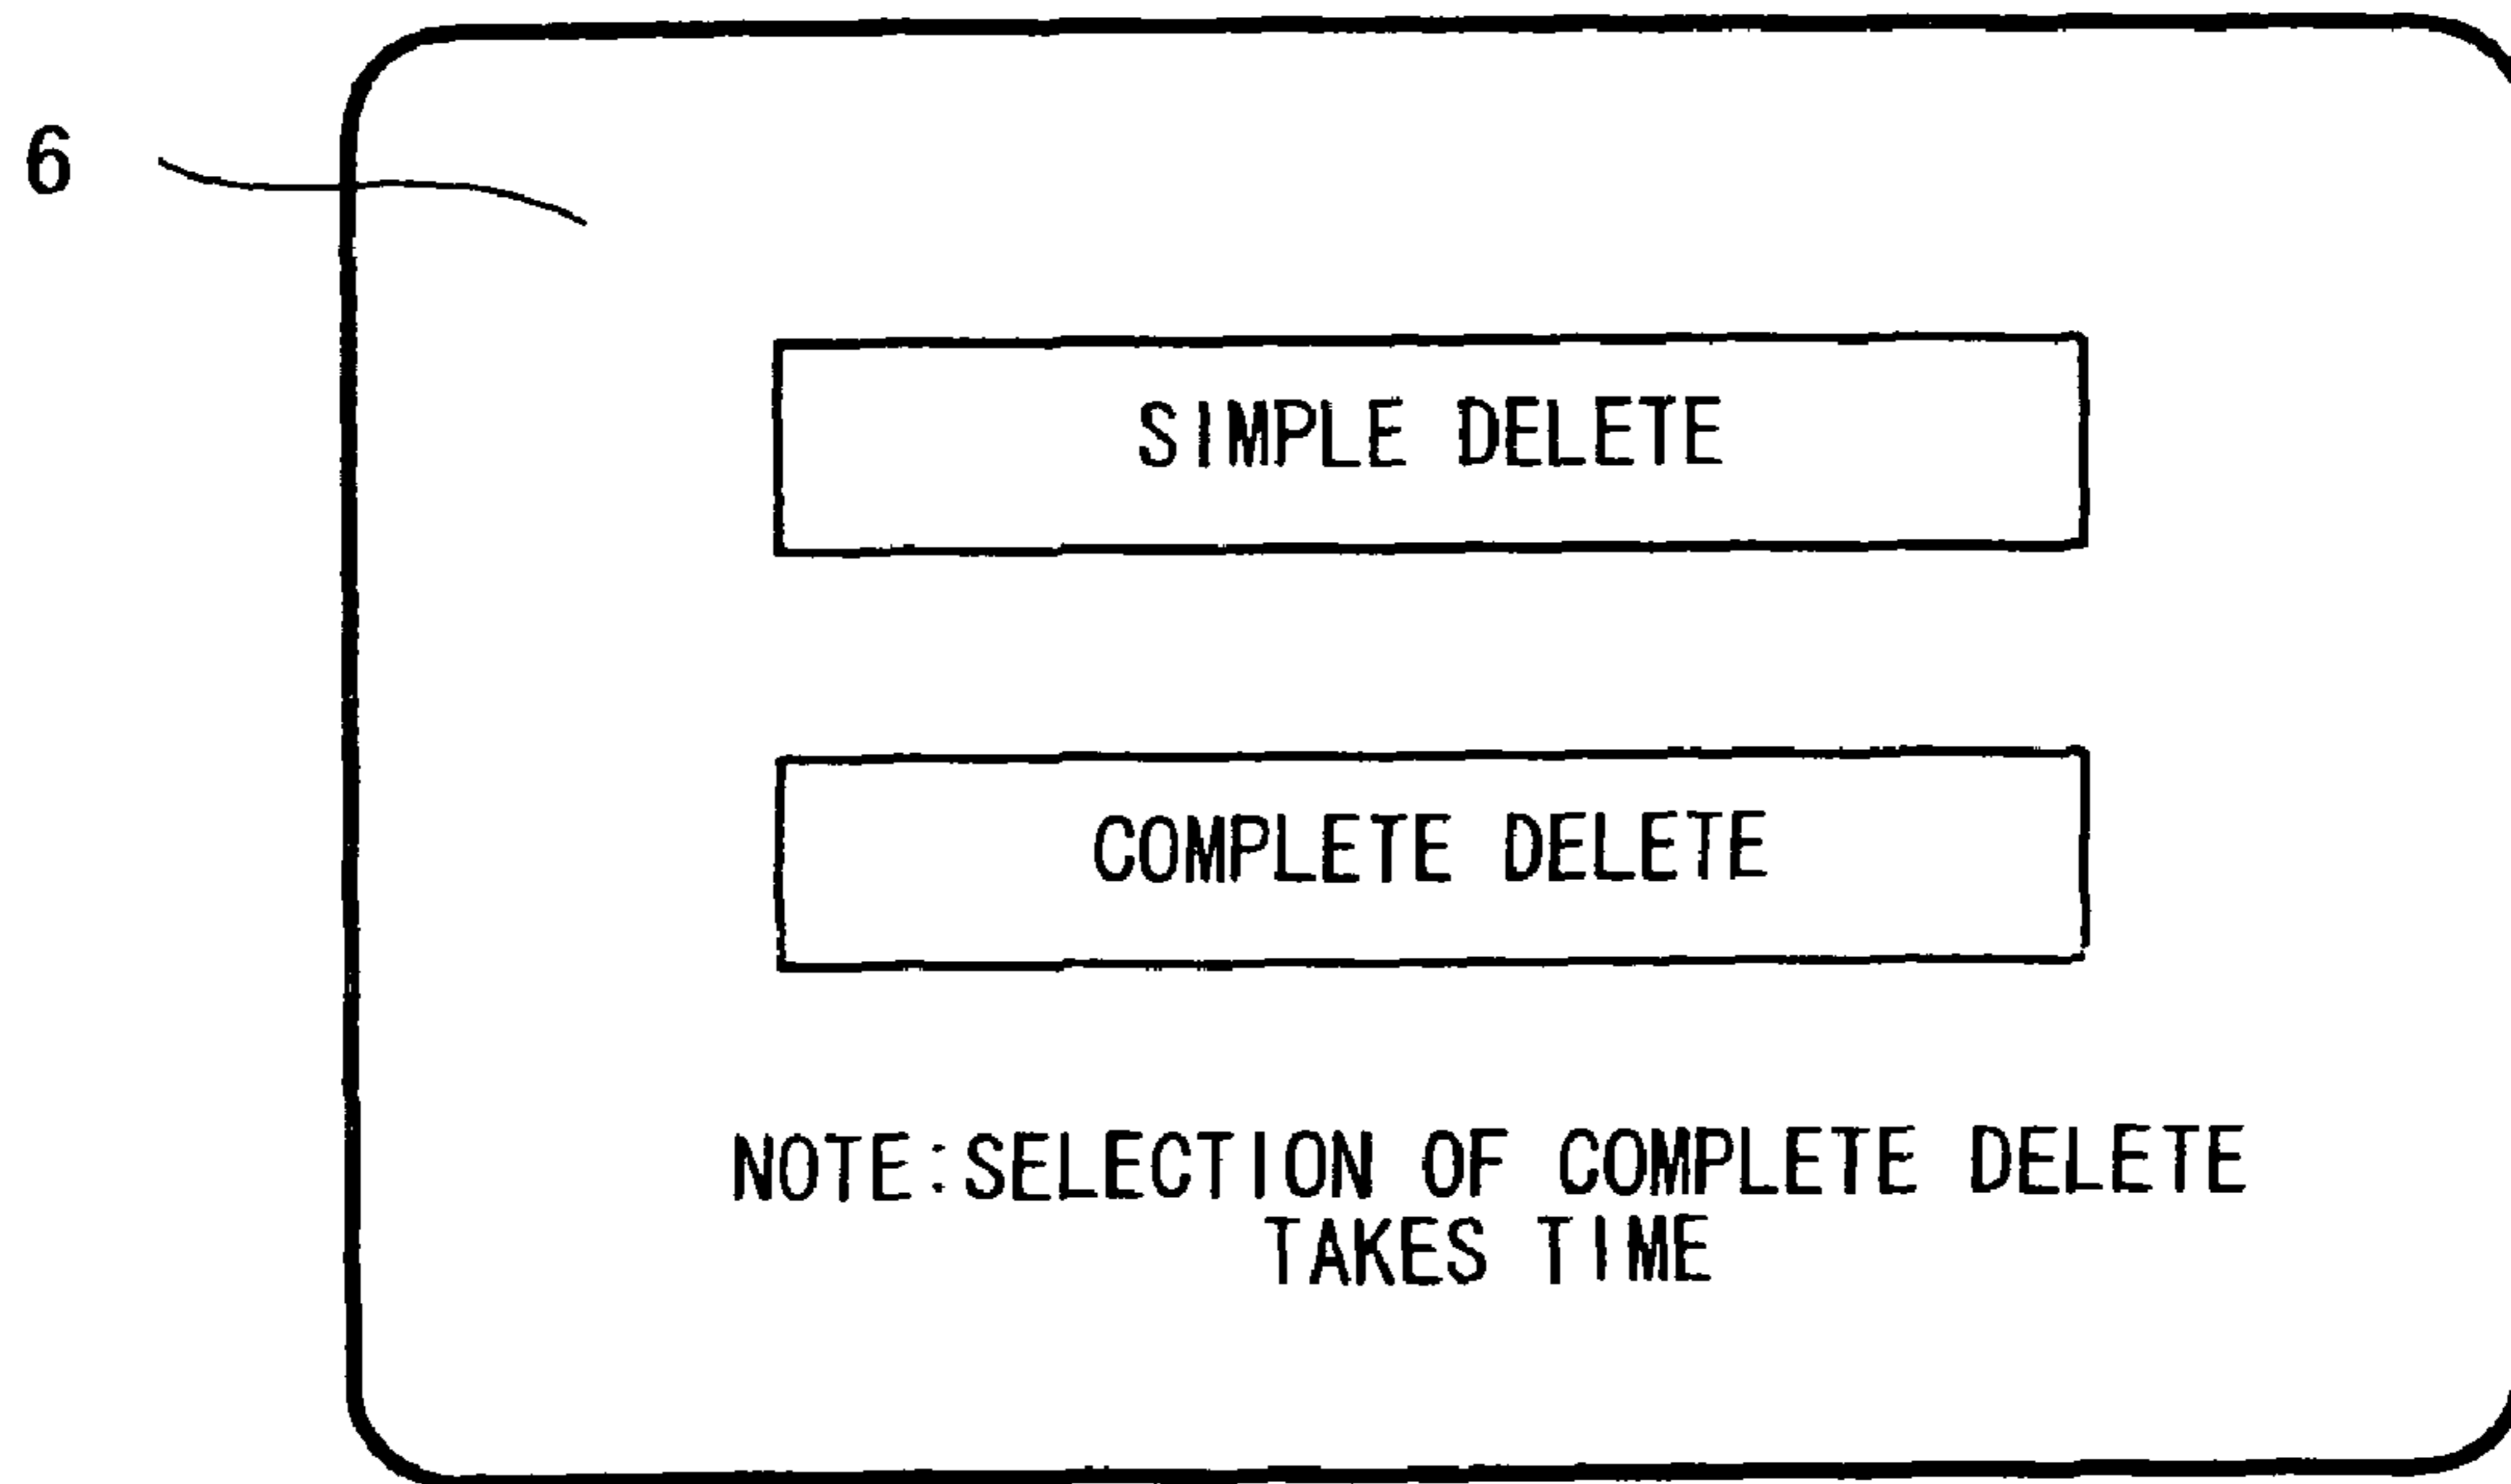 6
SIMPLE DELETE
COMPLETE DELETE
NOTE:SELECTION OF COMPLETE DELETE
TAKES TIME